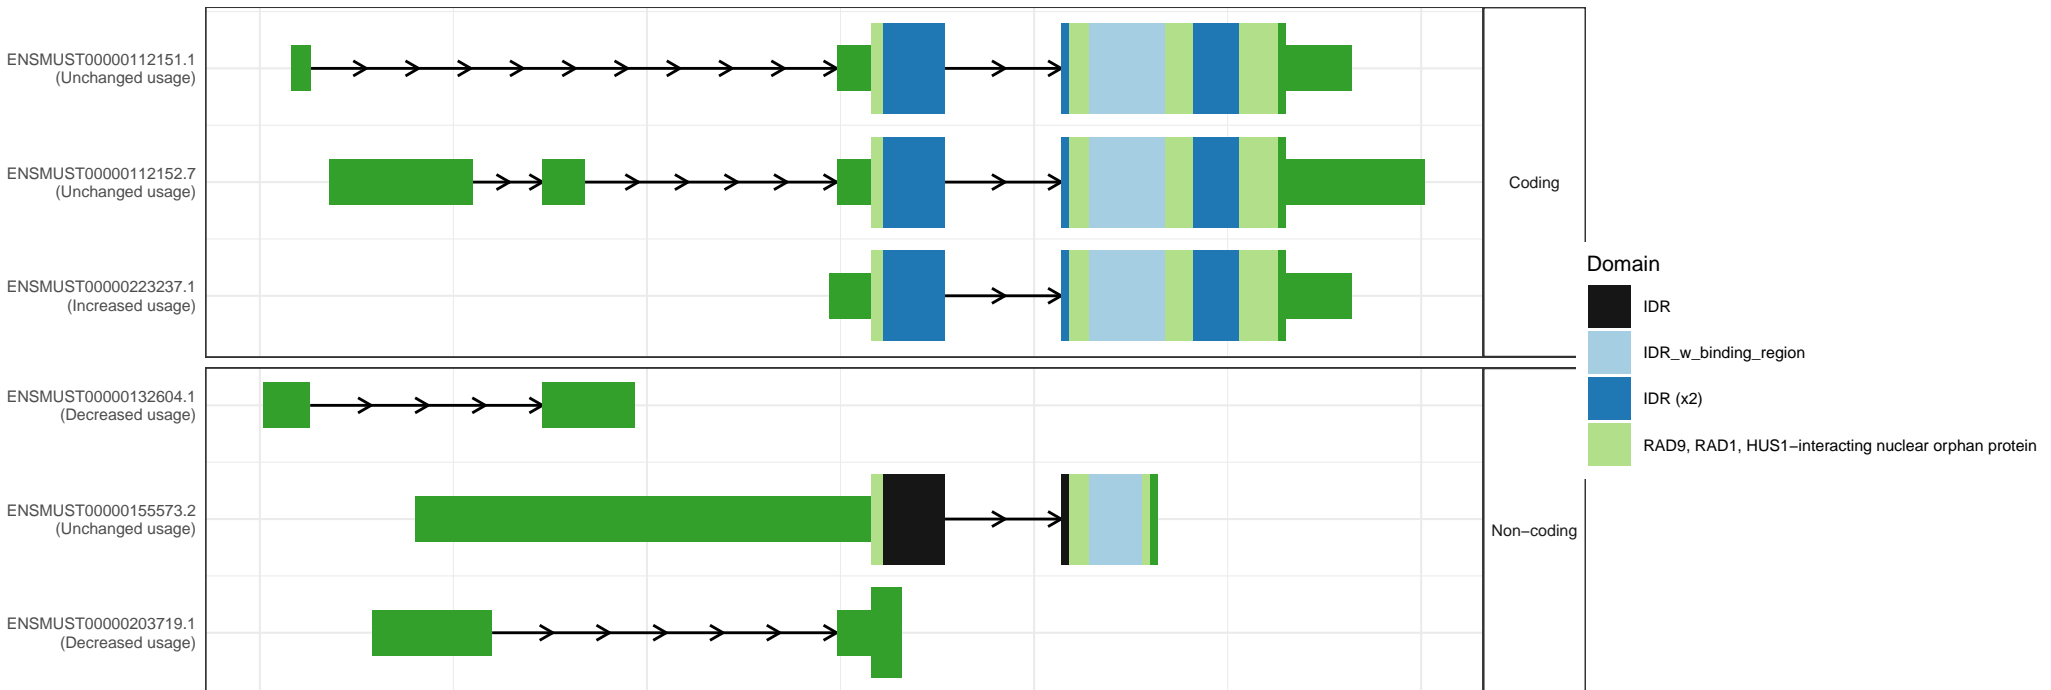 ENSMUST00000112151.1
(Unchanged usage)
ENSMUST00000112152.7
(Unchanged usage)
ENSMUST00000223237.1
(Increased usage)
Coding
ENSMUST00000132604.1
(Decreased usage)
ENSMUST00000155573.2
(Unchanged usage)
ENSMUST00000203719.1
(Decreased usage)
Non−coding
Domain
IDR
IDR_w_binding_region
IDR (x2)
RAD9, RAD1, HUS1−interacting nuclear orphan protein